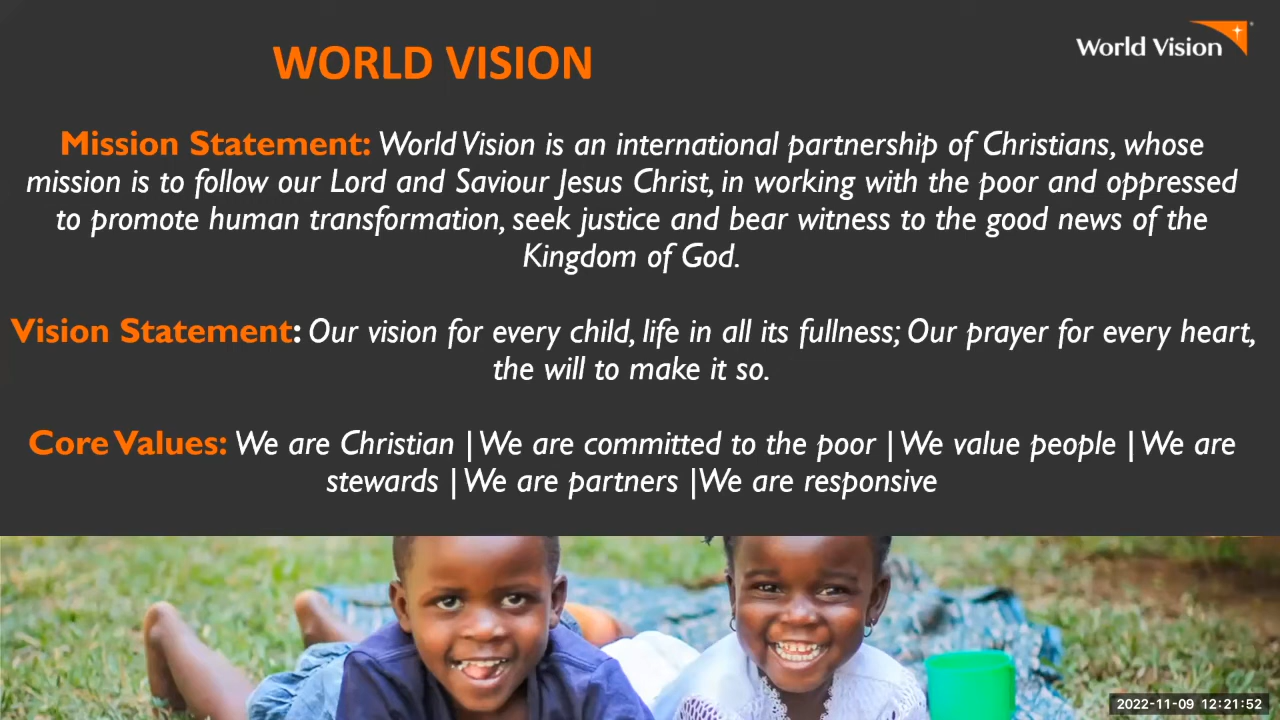 WORLD VISION
World Vision
Mission Statement: World Vision is an international partnership of Christians, whose
mission is to follow our Lord and Saviour Jesus Christ, in working with the poor and oppressed
to promote human transformation, seek justice and bear witness to the good news of the
Kingdom of God.
Vision Statement: Our vision for every child, life in all its fullness; Our prayer for every heart,
the will to make it so.
Core Values: We are Christian | We are committed to the poor | We value people | We are
stewards | We are partners |We are responsive
2022-11-09 12:21:52